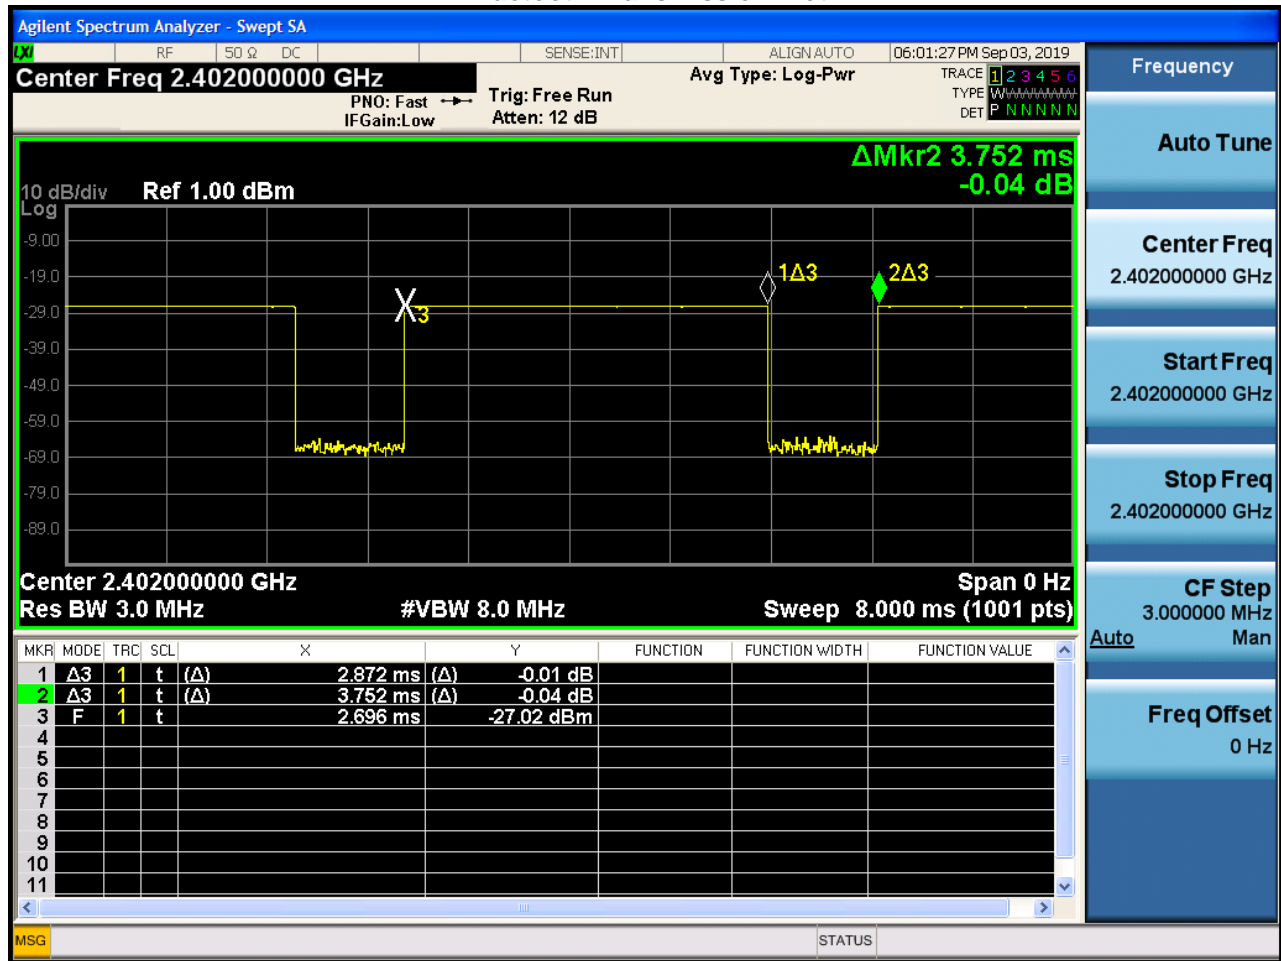 Agilent Spectrum Analyzer - Swept SA
LXI RF 50 Ω DC SENSE:INT ALIGN AUTO 06:01:27 PM Sep 03, 2019
Center Freq 2.402000000 GHz
PNO: Fast
IFGain:Low
Trig: Free Run
Atten: 12 dB
Avg Type: Log-Pwr
TRACE 1 2 3 4 5 6
TYPE W
DET P N N N N N
ΔMkr2 3.752 ms
-0.04 dB
10 dB/div Ref 1.00 dBm
Log
-9.00
-19.0
-29.0
-39.0
-49.0
-59.0
-69.0
-79.0
-89.0
X3
1Δ3
2Δ3
Center 2.402000000 GHz Span 0 Hz
Res BW 3.0 MHz #VBW 8.0 MHz Sweep 8.000 ms (1001 pts)
MKR MODE TRC SCL X Y FUNCTION FUNCTION WIDTH FUNCTION VALUE
1 Δ3 1 t (Δ) 2.872 ms (Δ) -0.01 dB
2 Δ3 1 t (Δ) 3.752 ms (Δ) -0.04 dB
3 F 1 t 2.696 ms -27.02 dBm
4
5
6
7
8
9
10
11
MSG STATUS
Frequency
Auto Tune
Center Freq
2.402000000 GHz
Start Freq
2.402000000 GHz
Stop Freq
2.402000000 GHz
CF Step
3.000000 MHz
Auto Man
Freq Offset
0 Hz